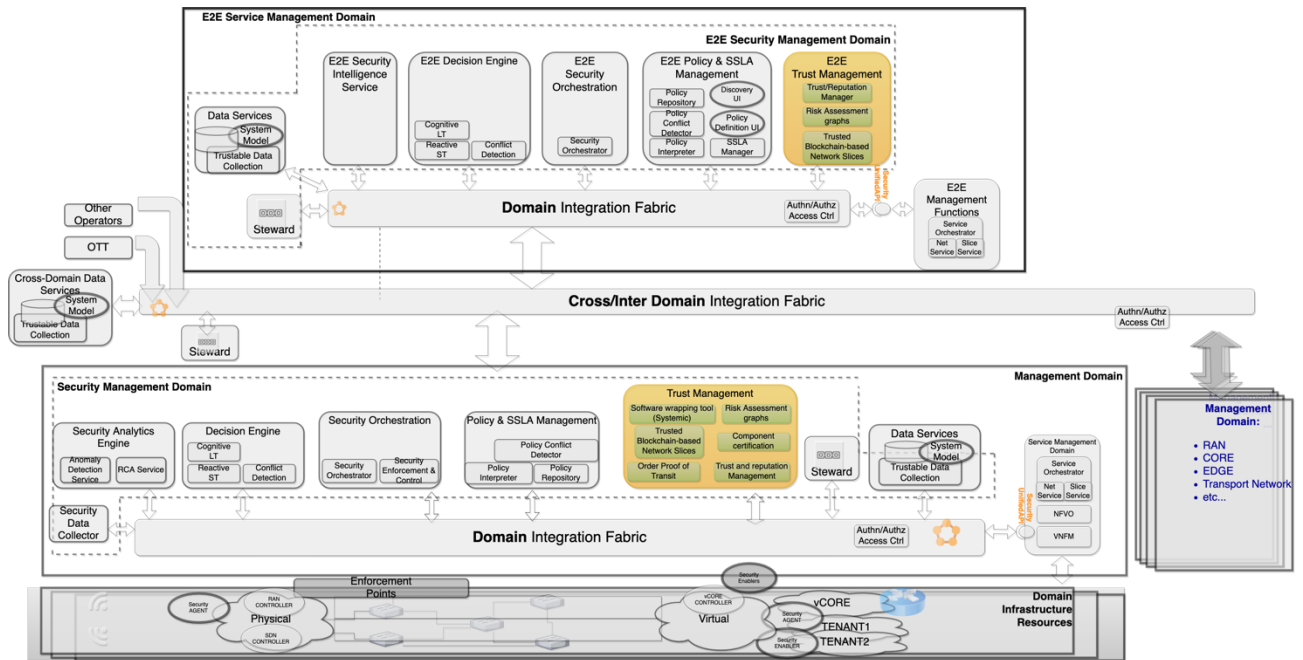 E2E Service Management Domain
E2E Security Management Domain
E2E Security
Intelligence
Service
E2E Decision Engine
Cognitive
LT
Reactive
ST
Conflict
Detection
E2E
Security
Orchestration
Security
Orchestrator
E2E Policy & SSLA
Management
Policy
Repository
Discovery
UI
Policy
Conflict
Detector
Policy
Definition UI
Policy
Interpreter
SSLA
Manager
E2E
Trust Management
Trust/Reputation
Manager
Risk Assessment
graphs
Trusted
Blockchain-based
Network Slices
Data Services
System
Model
Trustable Data
Collection
Steward
Domain Integration Fabric
Authn/Authz
Access Ctrl
Security
UnifiedAPI
E2E
Management
Functions
Service
Orchestrator
Net
Service
Slice
Service
Other
Operators
OTT
Cross-Domain Data
Services
System
Model
Trustable Data
Collection
Steward
Cross/Inter Domain Integration Fabric
Authn/Authz
Access Ctrl
Security Management Domain
Management Domain
Security Analytics
Engine
Anomaly
Detection
Service
RCA Service
Decision Engine
Cognitive
LT
Reactive
ST
Conflict
Detection
Security Orchestration
Security
Orchestrator
Security
Enforcement &
Control
Policy & SSLA Management
Policy Conflict
Detector
Policy
Interpreter
Policy
Repository
Trust Management
Software wrapping tool
(Systemic)
Risk Assessment
graphs
Trusted
Blockchain-based
Network Slices
Component
certification
Order Proof of
Transit
Trust and reputation
Management
Steward
Data Services
System
Model
Trustable Data
Collection
Security
Data
Collector
Domain Integration Fabric
Authn/Authz
Access Ctrl
Security
UnifiedAPI
Service Management
Domain
Service
Orchestrator
Net
Service
Slice
Service
NFVO
VNFM
Management
Domain:
• RAN
• CORE
• EDGE
• Transport Network
• etc...
Enforcement
Points
Security
Enablers
Security
AGENT
RAN
CONTROLLER
Physical
SDN
CONTROLLER
vCORE
CONTROLLER
Virtual
vCORE
Security
AGENT
TENANT1
Security
ENABLER
TENANT2
Domain
Infrastructure
Resources